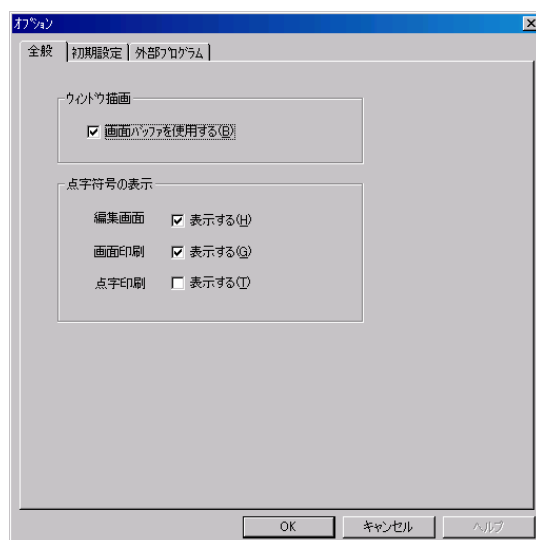 ｵﾌﾟｼｮﾝ
全般 初期設定 外部ﾌﾟﾛｸﾞﾗﾑ
ｳｨﾝﾄﾞｳ描画
画面ﾊﾞｯﾌｧを使用する(B)
点字符号の表示
編集画面 表示する(H)
画面印刷 表示する(G)
点字印刷 表示する(T)
OK キャンセル ヘルプ